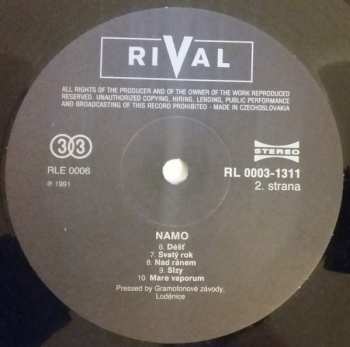 RIVAL
ALL RIGHTS OF THE PRODUCER AND OF THE OWNER OF THE WORK REPRODUCED
RESERVED. UNAUTHORIZED COPYING, HIRING, LENDING, PUBLIC PERFORMANCE
AND BROADCASTING OF THIS RECORD PROHIBITED - MADE IN CZECHOSLOVAKIA
33
RLE 0006
℗ 1991
STEREO
RL 0003-1311
2. strana
NAMO
6. Déšť
7. Svatý rok
8. Nad ránem
9. Slzy
10. Mare vaporum
Pressed by Gramofonové závody,
Loděnice